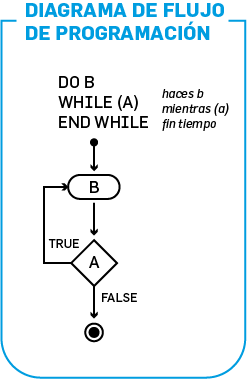 DIAGRAMA DE FLUJO
DE PROGRAMACIÓN
DO B
WHILE (A)
END WHILE
haces b
mientras (a)
fin tiempo
B
TRUE
A
FALSE